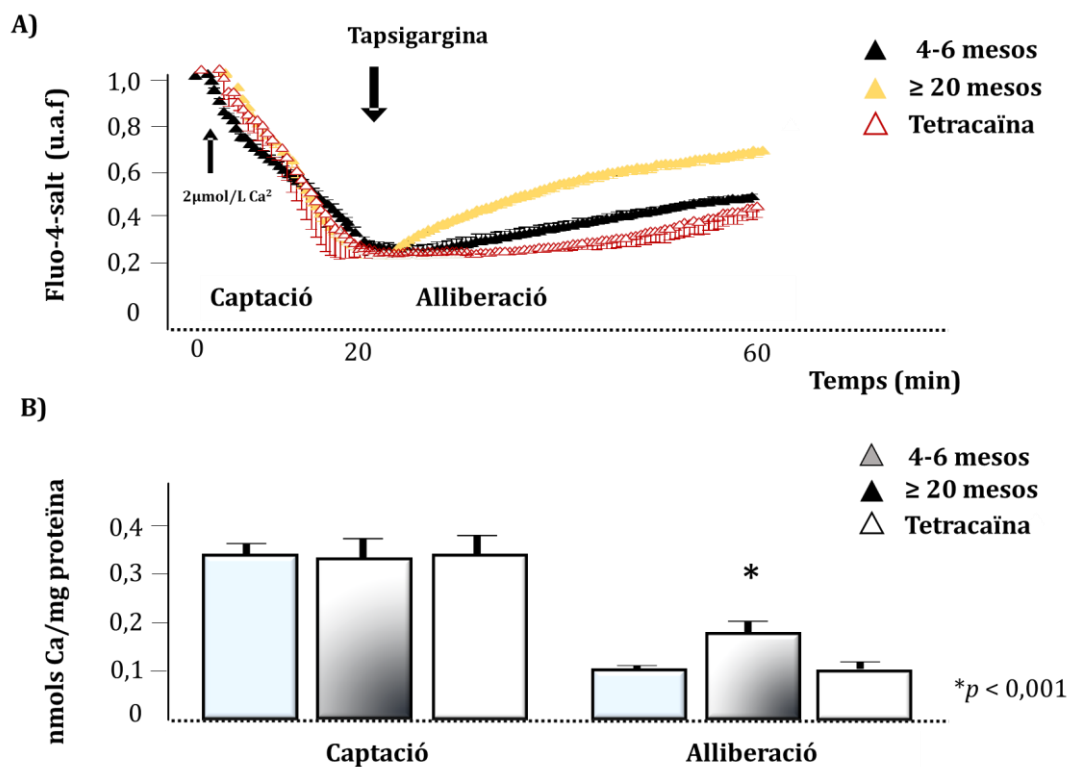 A)
Tapsigargina
4-6 mesos
≥ 20 mesos
Tetracaïna
Fluo-4-salt (u.a.f)
1,0
0,8
0,6
0,4
0,2
0
2μmol/L Ca²
Captació
Alliberació
0
20
60
Temps (min)
B)
4-6 mesos
≥ 20 mesos
Tetracaïna
nmols Ca/mg proteïna
0,4
0,3
0,2
0,1
0
*
*p < 0,001
Captació
Alliberació